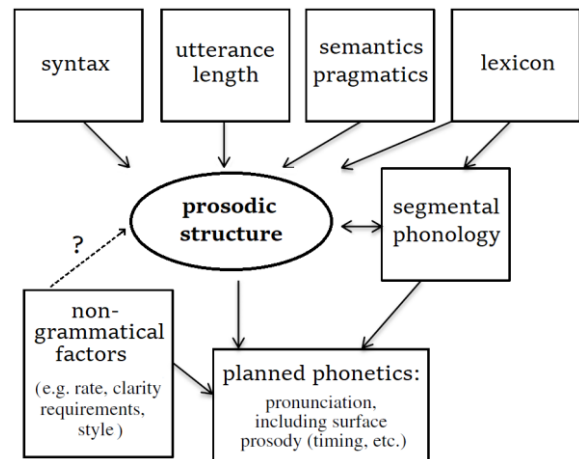 syntax
utterance
length
semantics
pragmatics
lexicon
prosodic
structure
segmental
phonology
?
non-
grammatical
factors
(e.g. rate, clarity
requirements,
style)
planned phonetics:
pronunciation,
including surface
prosody (timing, etc.)